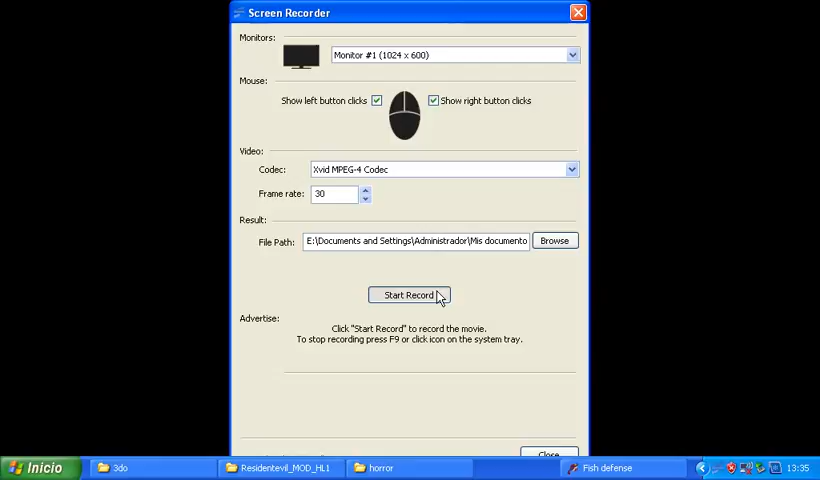 Screen Recorder
Monitors:
Monitor #1 (1024 x 600)
Mouse:
Show left button clicks
Show right button clicks
Video:
Codec:
Xvid MPEG-4 Codec
Frame rate:
30
Result:
File Path:
E:\Documents and Settings\Administrador\Mis documento
Browse
Start Record
Advertise:
Click "Start Record" to record the movie.
To stop recording press F9 or click icon on the system tray.
Close
Inicio
3do
Residentevil_MOD_HL1
horror
Fish defense
13:35